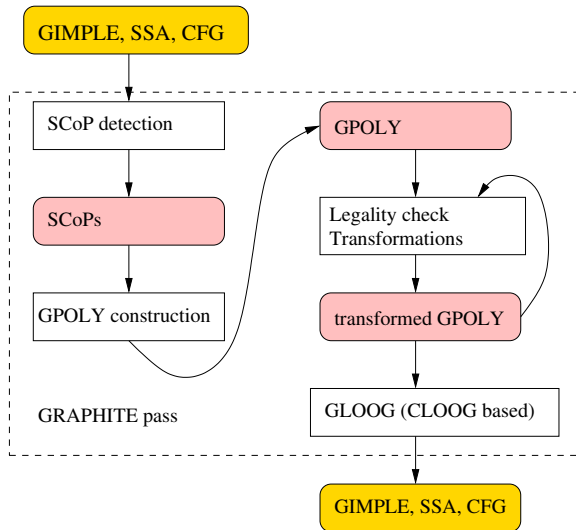 GIMPLE, SSA, CFG
SCoP detection
SCoPs
GPOLY construction
GRAPHITE pass
GPOLY
Legality check
Transformations
transformed GPOLY
GLOOG (CLOOG based)
GIMPLE, SSA, CFG